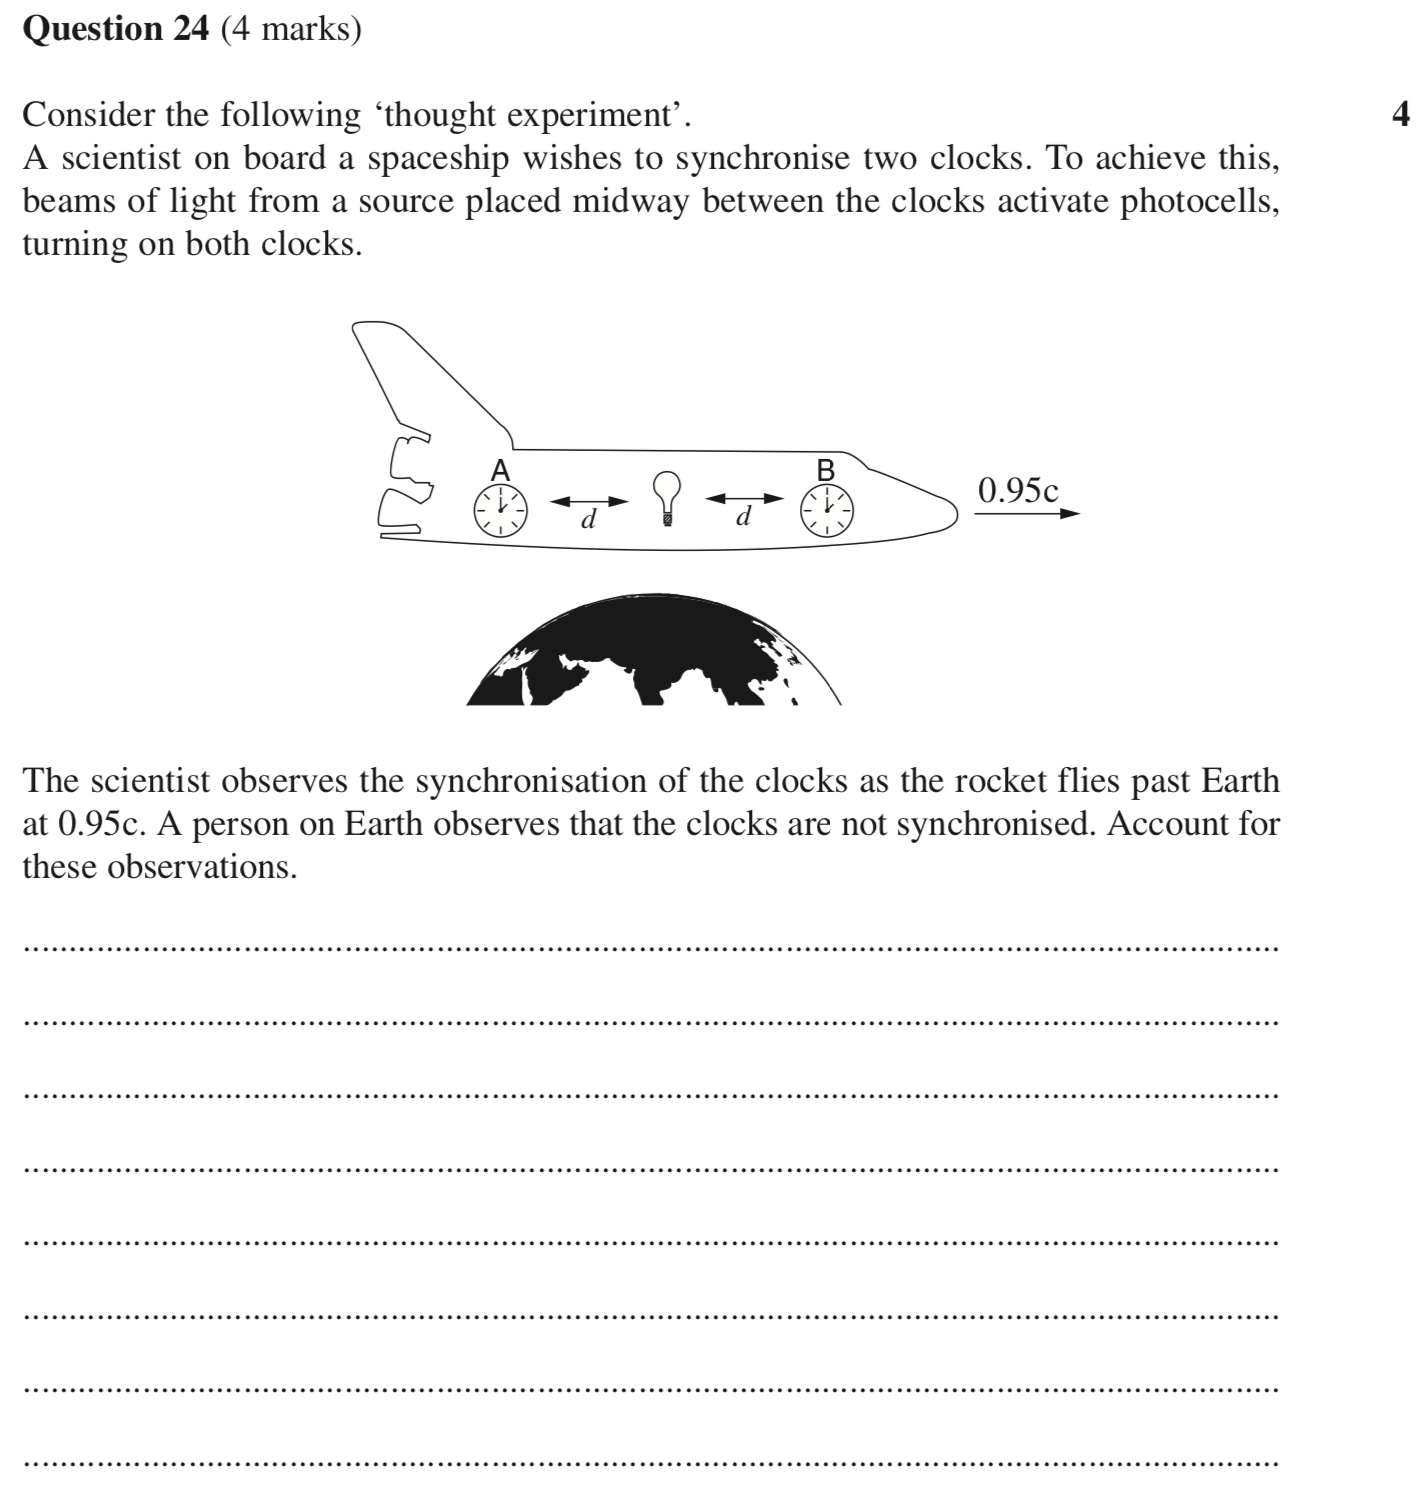 Question 24 (4 marks)
Consider the following ‘thought experiment’. 4
A scientist on board a spaceship wishes to synchronise two clocks. To achieve this,
beams of light from a source placed midway between the clocks activate photocells,
turning on both clocks.
A B
0.95c
d d
The scientist observes the synchronisation of the clocks as the rocket flies past Earth
at 0.95c. A person on Earth observes that the clocks are not synchronised. Account for
these observations.